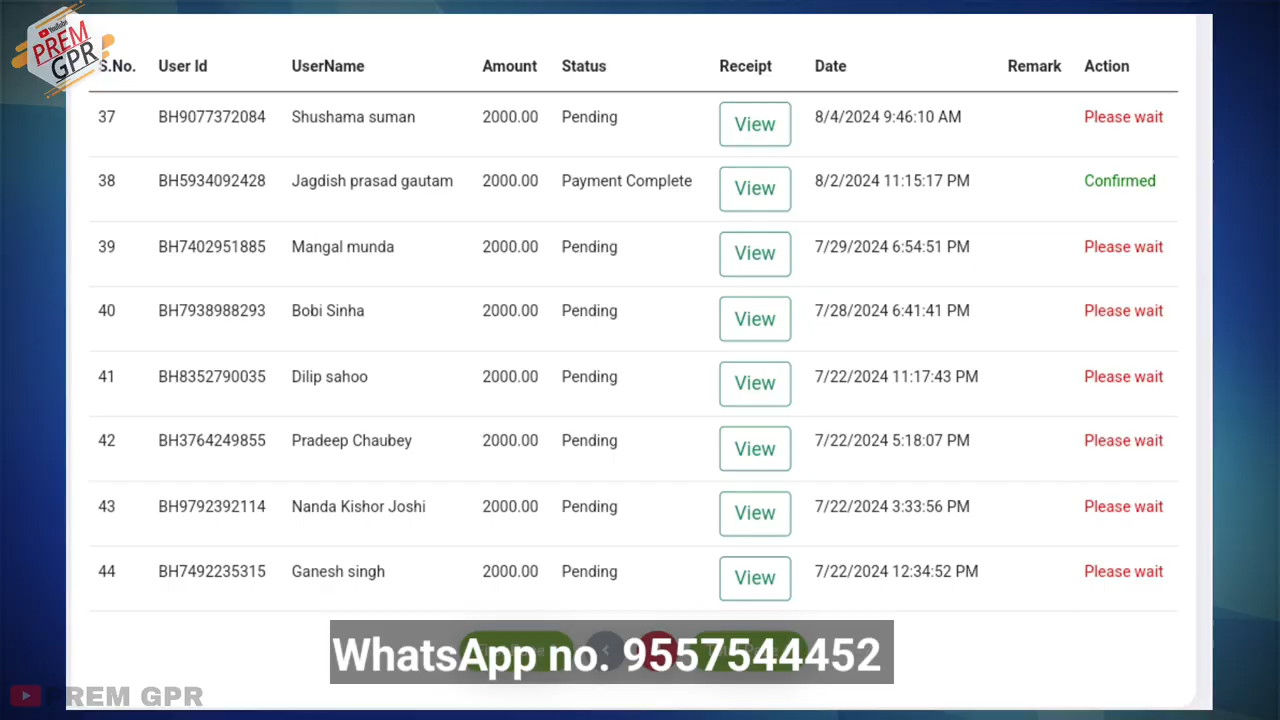 YouTube
PREM
GPR
S.No. User Id UserName Amount Status Receipt Date Remark Action
37 BH9077372084 Shushama suman 2000.00 Pending View 8/4/2024 9:46:10 AM Please wait
38 BH5934092428 Jagdish prasad gautam 2000.00 Payment Complete View 8/2/2024 11:15:17 PM Confirmed
39 BH7402951885 Mangal munda 2000.00 Pending View 7/29/2024 6:54:51 PM Please wait
40 BH7938988293 Bobi Sinha 2000.00 Pending View 7/28/2024 6:41:41 PM Please wait
41 BH8352790035 Dilip sahoo 2000.00 Pending View 7/22/2024 11:17:43 PM Please wait
42 BH3764249855 Pradeep Chaubey 2000.00 Pending View 7/22/2024 5:18:07 PM Please wait
43 BH9792392114 Nanda Kishor Joshi 2000.00 Pending View 7/22/2024 3:33:56 PM Please wait
44 BH7492235315 Ganesh singh 2000.00 Pending View 7/22/2024 12:34:52 PM Please wait
WhatsApp no. 9557544452
PREM GPR